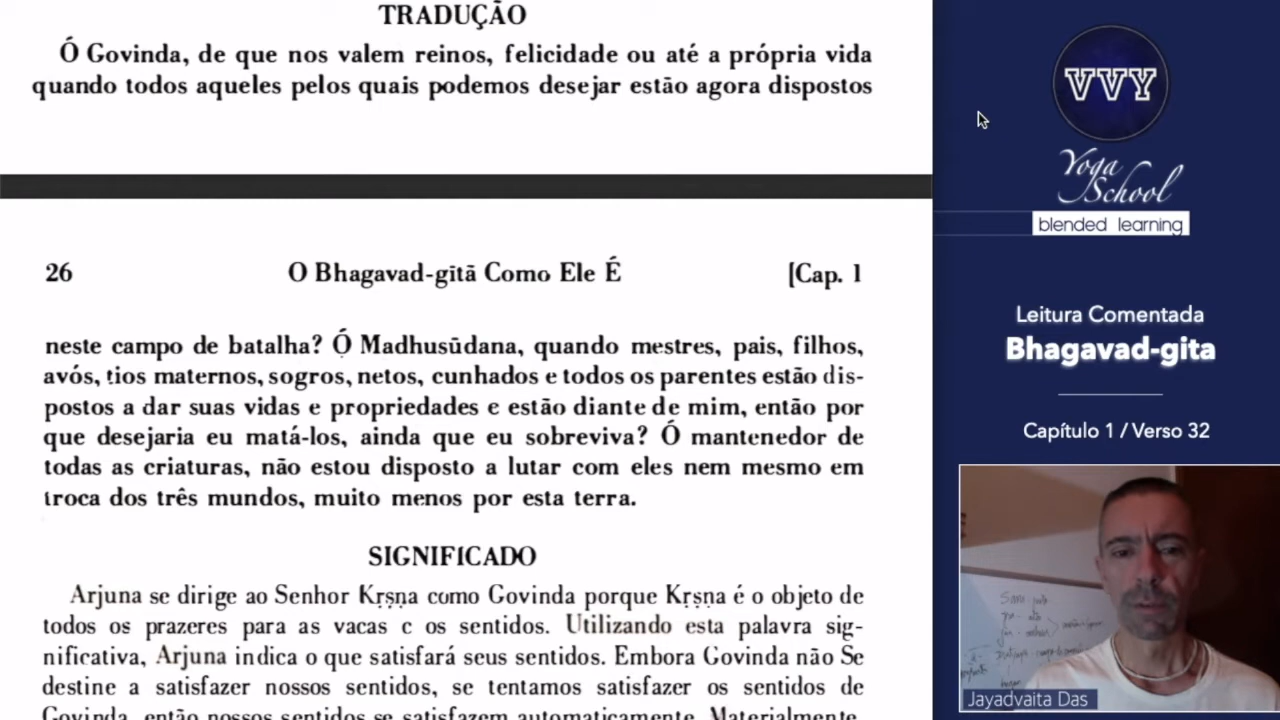 TRADUÇÃO
Ó Govinda, de que nos valem reinos, felicidade ou até a própria vida
quando todos aqueles pelos quais podemos desejar estão agora dispostos
26 O Bhagavad-gītā Como Ele É [Cap. 1
neste campo de batalha? Ó Madhusūdana, quando mestres, pais, filhos,
avós, tios maternos, sogros, netos, cunhados e todos os parentes estão dis-
postos a dar suas vidas e propriedades e estão diante de mim, então por
que desejaria eu matá-los, ainda que eu sobreviva? Ó mantenedor de
todas as criaturas, não estou disposto a lutar com eles nem mesmo em
troca dos três mundos, muito menos por esta terra.
SIGNIFICADO
Arjuna se dirige ao Senhor Kṛṣṇa como Govinda porque Kṛṣṇa é o objeto de
todos os prazeres para as vacas e os sentidos. Utilizando esta palavra sig-
nificativa, Arjuna indica o que satisfará seus sentidos. Embora Govinda não Se
destine a satisfazer nossos sentidos, se tentamos satisfazer os sentidos de
Govinda, então nossos sentidos se satisfazem automaticamente. Materialmente,
VVY
Yoga
School
blended learning
Leitura Comentada
Bhagavad-gita
Capítulo 1 / Verso 32
Jayadvaita Das